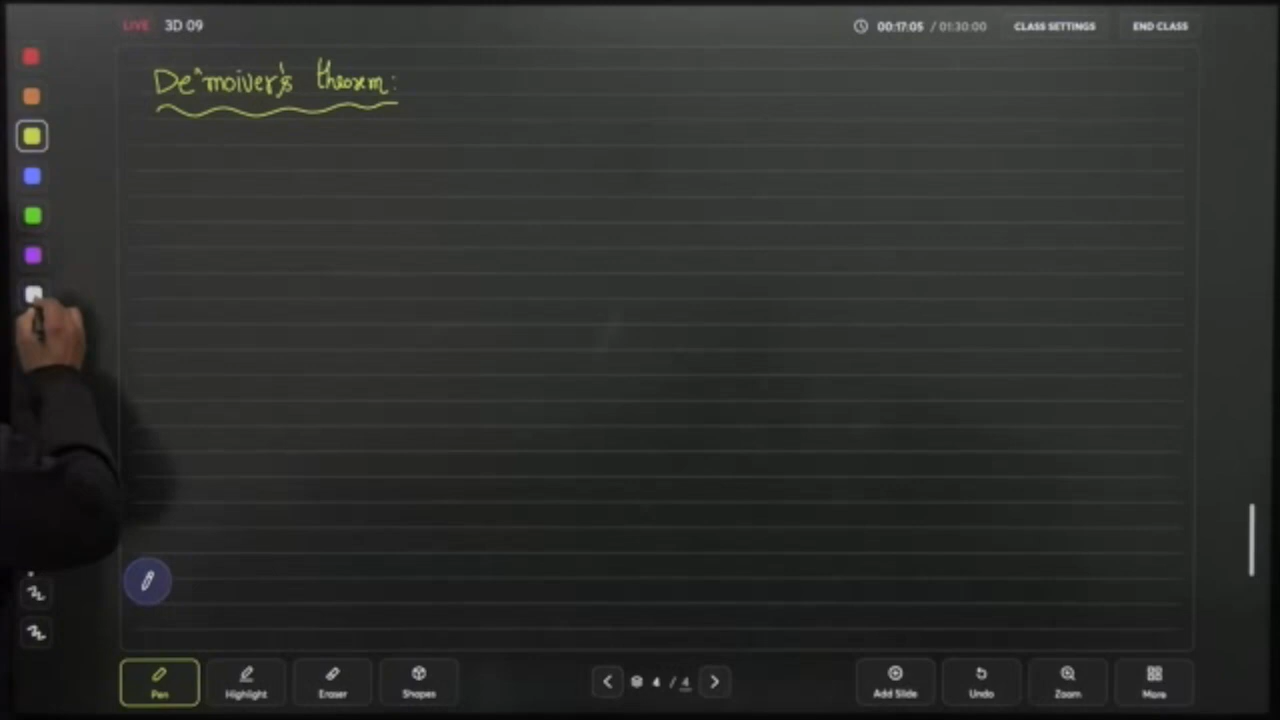 LIVE 3D 09 00:17:05 / 01:30:00 CLASS SETTINGS END CLASS
De'moiver's theorem:
Pen Highlight Eraser Shapes 4 / 4 Add Slide Undo Zoom More